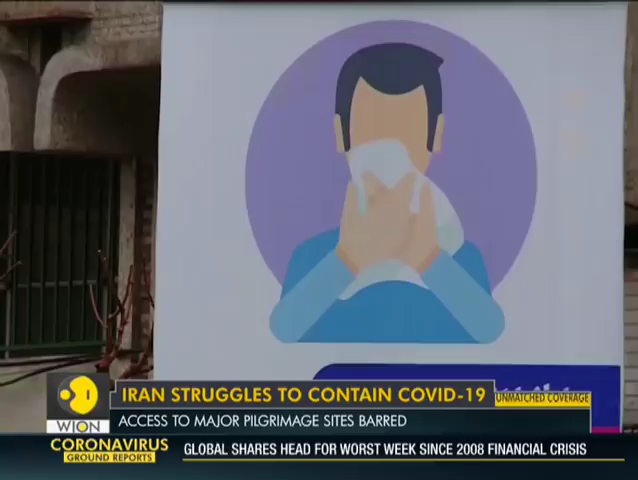 IRAN STRUGGLES TO CONTAIN COVID-19
UNMATCHED COVERAGE
ACCESS TO MAJOR PILGRIMAGE SITES BARRED
WION
CORONAVIRUS
GROUND REPORTS
GLOBAL SHARES HEAD FOR WORST WEEK SINCE 2008 FINANCIAL CRISIS